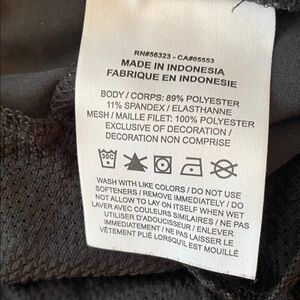 RN#56323 - CA#05553
MADE IN INDONESIA
FABRIQUE EN INDONESIE
BODY / CORPS: 89% POLYESTER
11% SPANDEX / ELASTHANNE
MESH / MAILLE FILET: 100% POLYESTER
EXCLUSIVE OF DECORATION /
DECORATION NON COMPRISE
30C
WASH WITH LIKE COLORS / DO NOT USE
SOFTENERS / REMOVE IMMEDIATELY / DO
NOT ALLOW TO LAY ON ITSELF WHEN WET
LAVER AVEC COULEURS SIMILAIRES / NE PAS
UTILISER D'ADOUCISSEUR / ENLEVER
IMMÉDIATEMENT / NE PAS LAISSER LE
VÊTEMENT PLIÉ LORSQU'IL EST MOUILLÉ